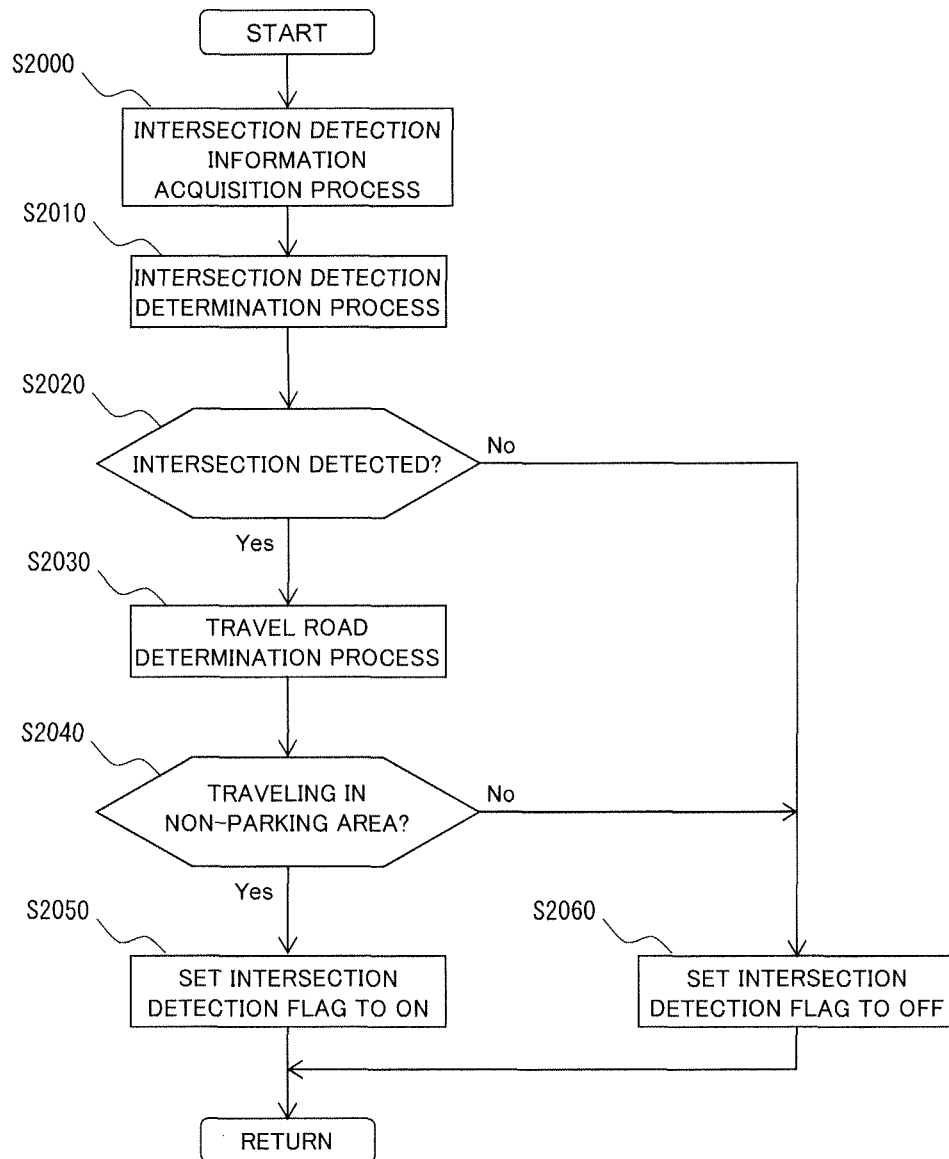 START
S2000
INTERSECTION DETECTION
INFORMATION
ACQUISITION PROCESS
S2010
INTERSECTION DETECTION
DETERMINATION PROCESS
S2020
INTERSECTION DETECTED?
No
Yes
S2030
TRAVEL ROAD
DETERMINATION PROCESS
S2040
TRAVELING IN
NON-PARKING AREA?
No
Yes
S2050
SET INTERSECTION
DETECTION FLAG TO ON
S2060
SET INTERSECTION
DETECTION FLAG TO OFF
RETURN